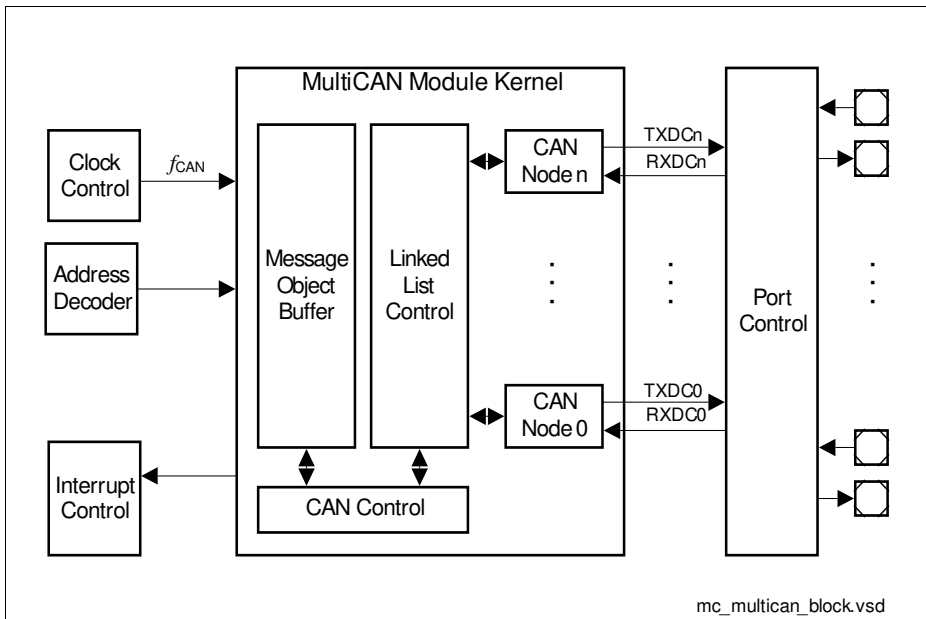 MultiCAN Module Kernel
Clock
Control
fCAN
Address
Decoder
Interrupt
Control
Message
Object
Buffer
Linked
List
Control
CAN
Node n
CAN
Node 0
CAN Control
TXDCn
RXDCn
TXDC0
RXDC0
Port
Control
mc_multican_block.vsd